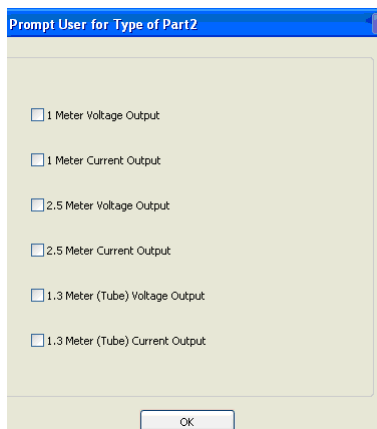 Prompt User for Type of Part2
1 Meter Voltage Output
1 Meter Current Output
2.5 Meter Voltage Output
2.5 Meter Current Output
1.3 Meter (Tube) Voltage Output
1.3 Meter (Tube) Current Output
OK